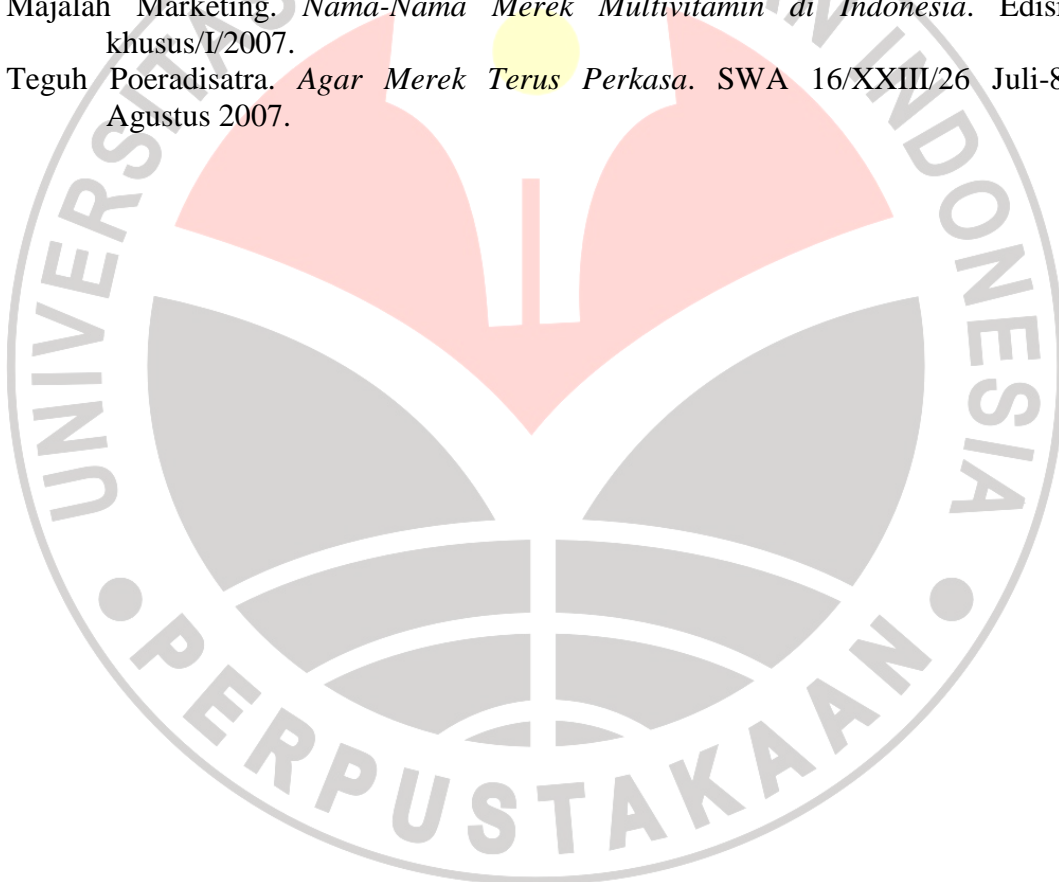 Majalah Marketing. Nama-Nama Merek Multivitamin di Indonesia. Edisi
khusus/I/2007.
Teguh Poeradisatra. Agar Merek Terus Perkasa. SWA 16/XXIII/26 Juli-8
Agustus 2007.
UNIVERSITAS
AN INDONESIA
PERPUSTAKAAN